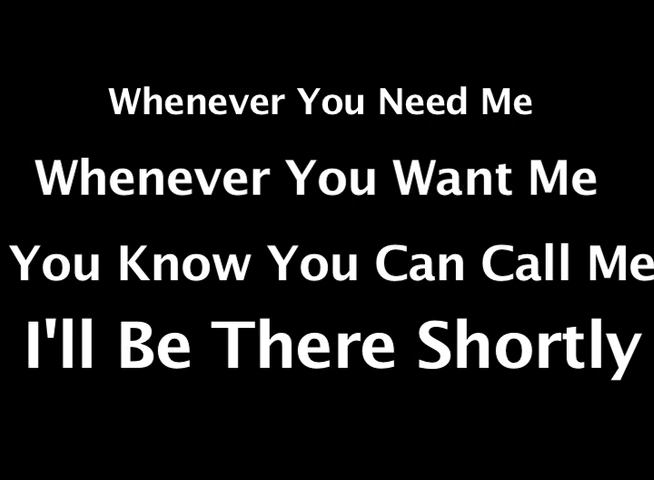 Whenever You Need Me
Whenever You Want Me
You Know You Can Call Me
I'll Be There Shortly